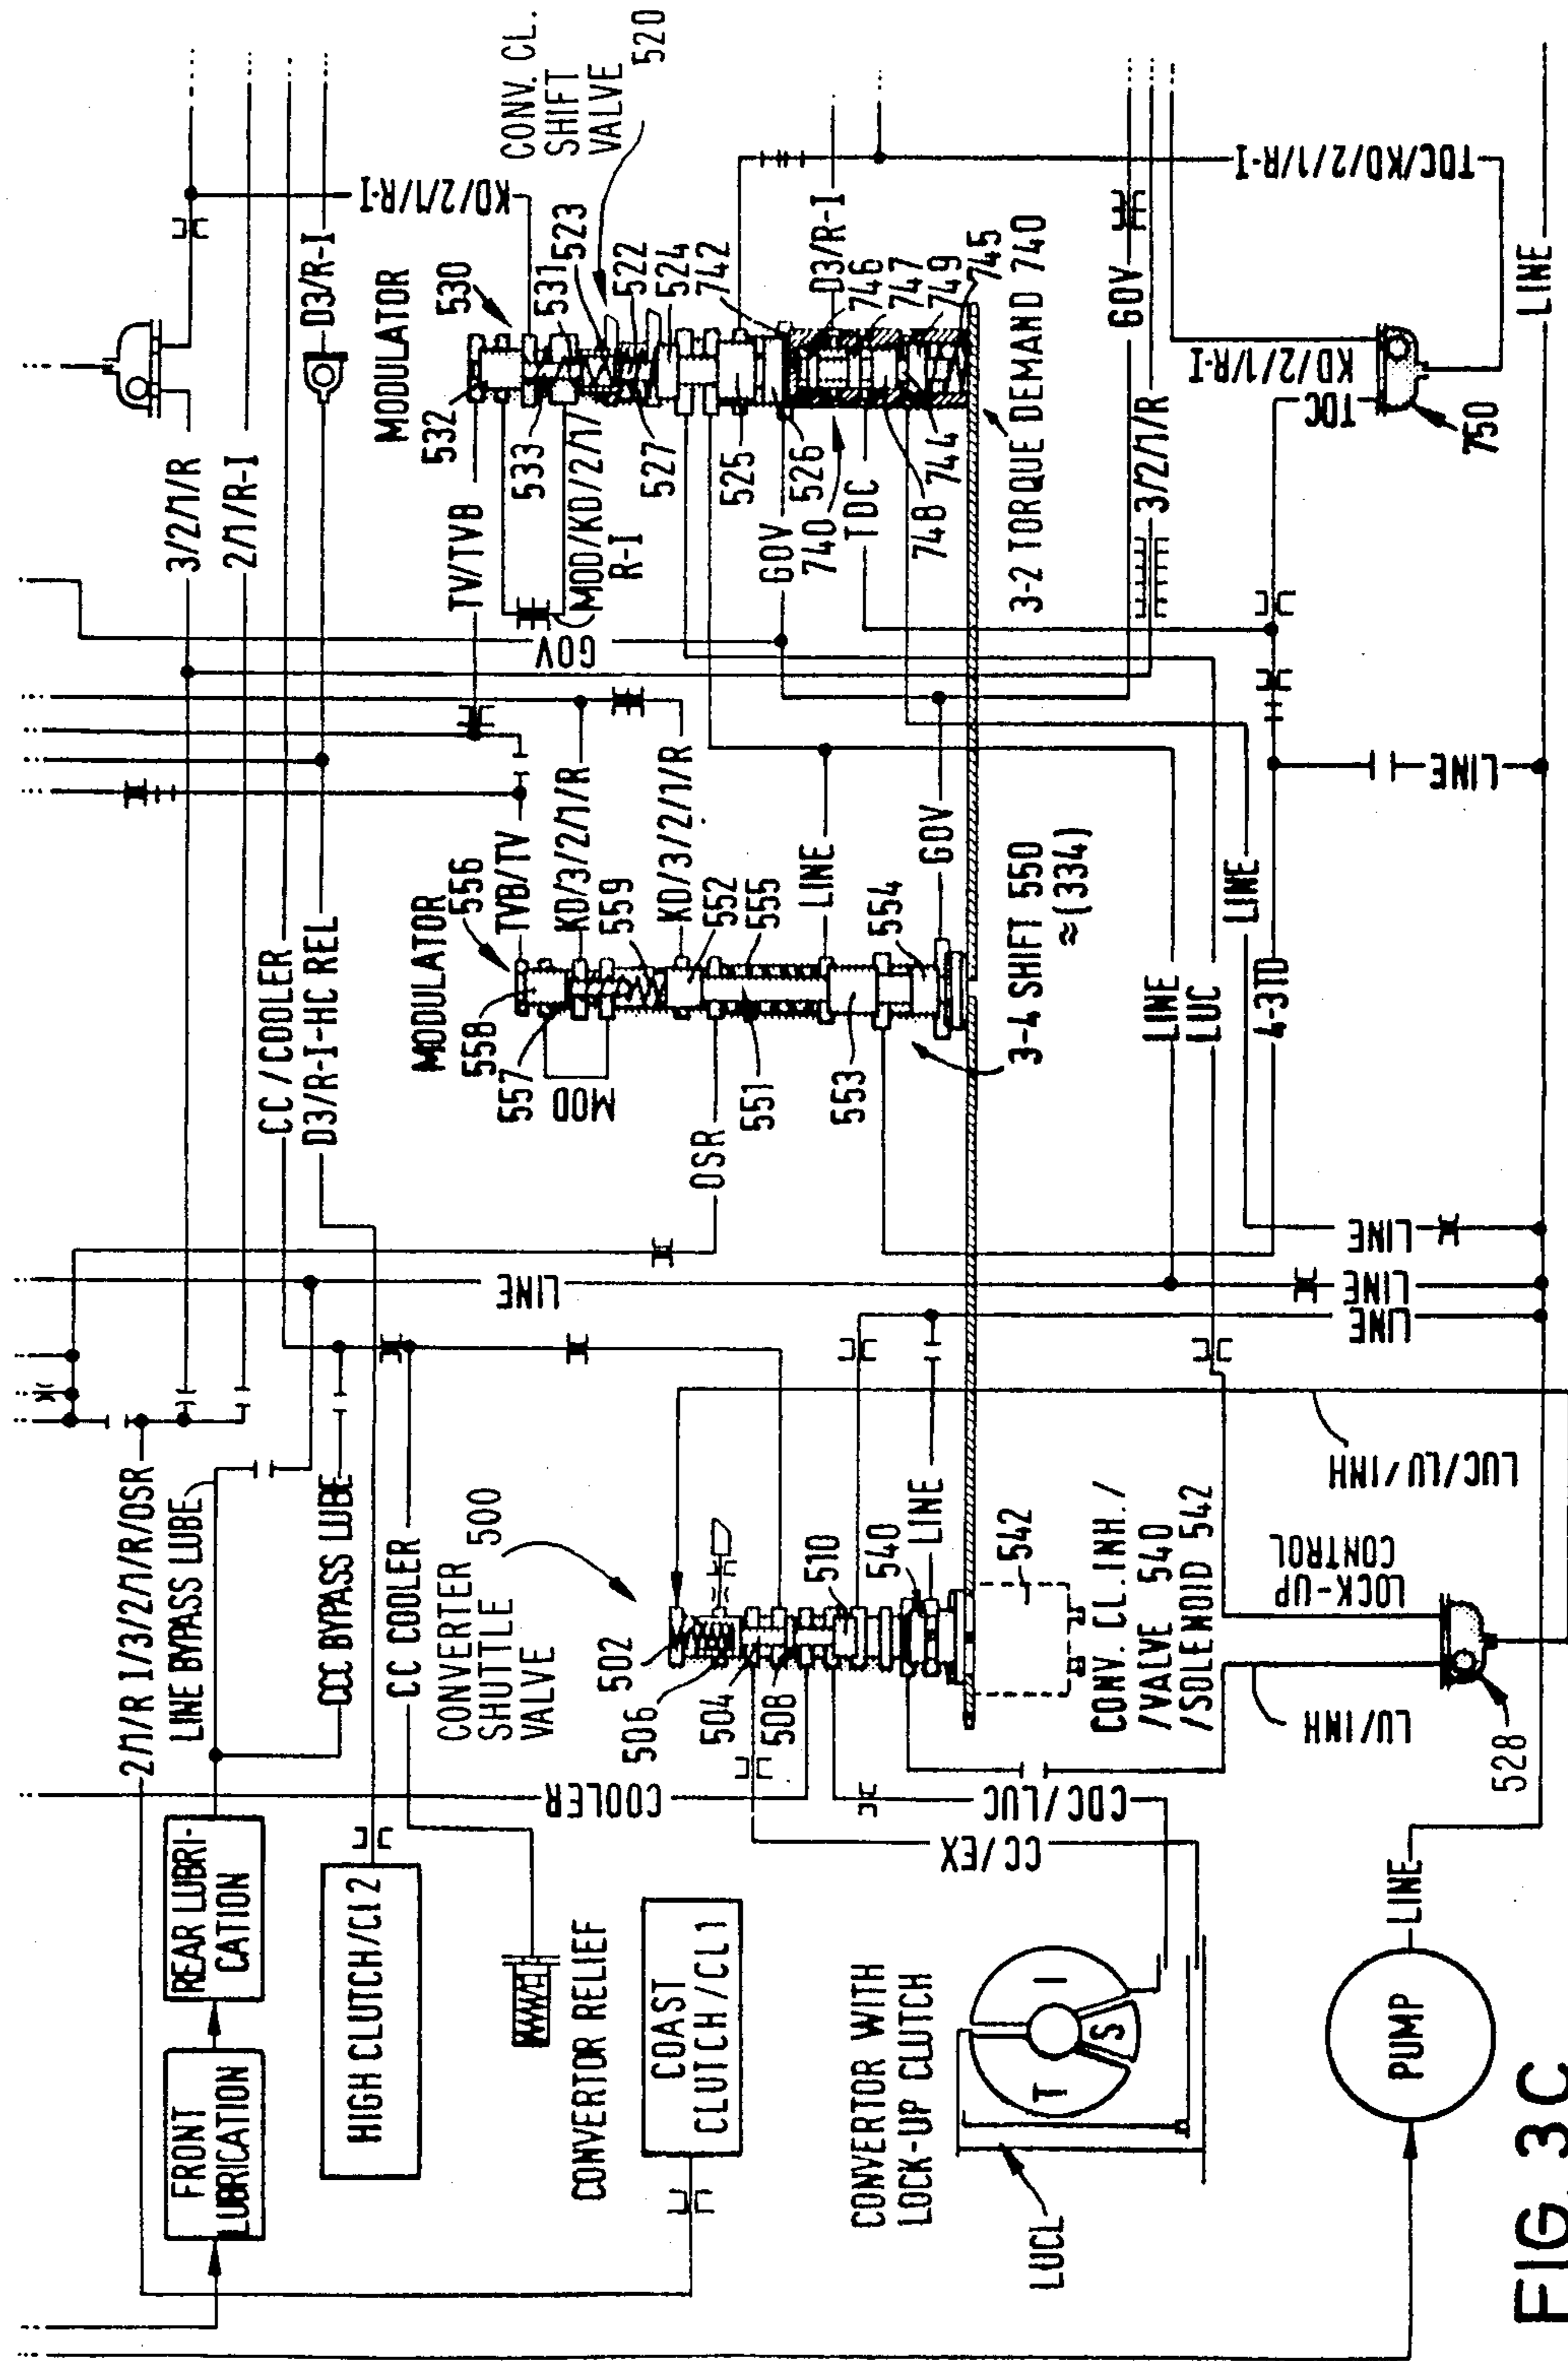 3/2/1/R
2/1/R-I
CC / COOLER
D3/R-I-HC REL
D3/R-I
KD/2/1/R-I
2/1/R I/3/2/1/R/OSR
LINE BYPASS LUBE
CCC BYPASS LUBE
CC COOLER
FRONT
LUBRICATION
REAR LUBRI-
CATION
HIGH CLUTCH/Cl 2
CONVERTOR RELIEF
COAST
CLUTCH/CL1
COOLER
LINE
CONVERTER
SHUTTLE
VALVE
500
502
506
504
508
510
540
LINE
542
CDC/LUC
CC/EX
CONV. CL. INH./
/VALVE 540
/SOLENOID 542
LOCK-UP
CONTROL
LU/INH
LUC/LU/INH
528
CONVERTOR WITH
LOCK-UP CLUTCH
T
I
S
LUCL
PUMP
LINE
LINE
LINE
LINE
MODULATOR
556
558
557
TVB/TV
KD/3/2/1/R
559
KD/3/2/1/R
552
555
MOD
OSR
551
LINE
553
554
GOV
3-4 SHIFT 550
≈(334)
LINE
LUC
LINE
4-3TD
LINE
MODULATOR
530
532
531
523
533
TV/TVB
MOD/KD/2/1/
R-I
GOV
CONV. CL.
SHIFT
VALVE
520
522
524
742
527
525
526
GOV
740
TDC
748
744
D3/R-I
746
747
749
745
3-2 TORQUE DEMAND 740
TDC/KD/2/1/R-I
GOV
3/2/1/R
KD/2/1/R-I
TDC
750
LINE
FIG. 3C